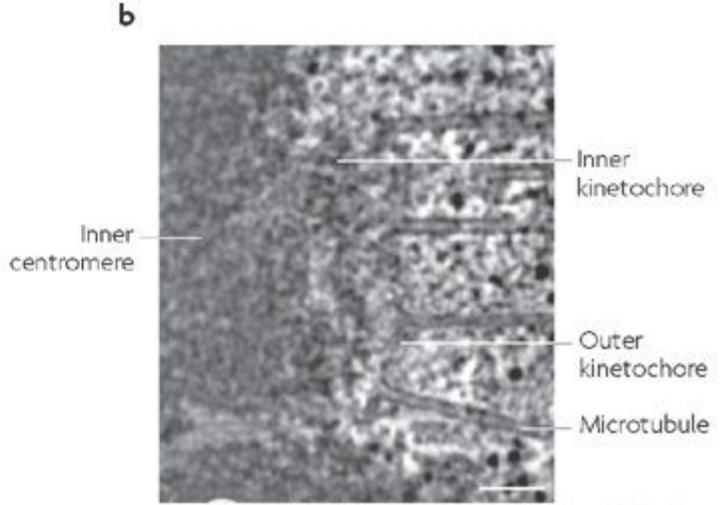 b
Inner
kinetochore
Inner
centromere
Outer
kinetochore
Microtubule